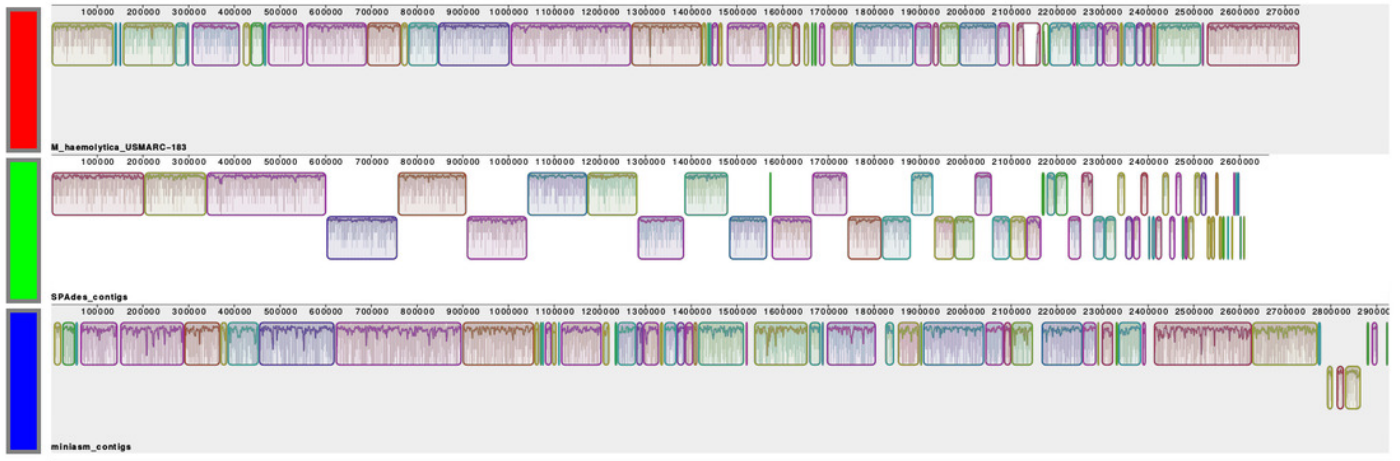 100000 200000 300000 400000 500000 600000 700000 800000 900000 1000000 1100000 1200000 1300000 1400000 1500000 1600000 1700000 1800000 1900000 2000000 2100000 2200000 2300000 2400000 2500000 2600000 2700000
M_haemolytica_USMARC-183
100000 200000 300000 400000 500000 600000 700000 800000 900000 1000000 1100000 1200000 1300000 1400000 1500000 1600000 1700000 1800000 1900000 2000000 2100000 2200000 2300000 2400000 2500000 2600000
SPAdes_contigs
100000 200000 300000 400000 500000 600000 700000 800000 900000 1000000 1100000 1200000 1300000 1400000 1500000 1600000 1700000 1800000 1900000 2000000 2100000 2200000 2300000 2400000 2500000 2600000 2700000 2800000 290000
miniasm_contigs